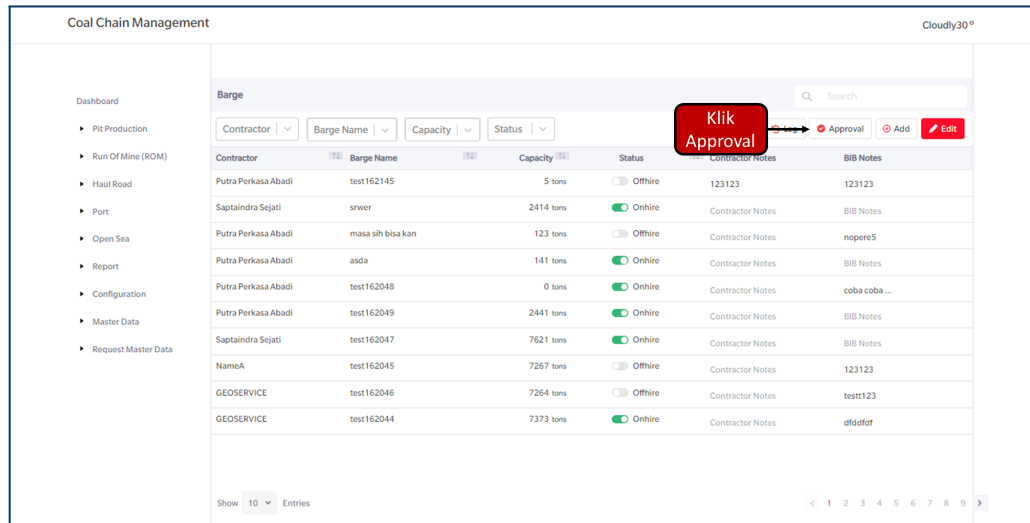 Coal Chain Management
Cloudly30 º
Dashboard
Pit Production
Run Of Mine (ROM)
Haul Road
Port
Open Sea
Report
Configuration
Master Data
Request Master Data
Barge
Search
Contractor
Barge Name
Capacity
Status
Klik
Approval
Log
Approval
Add
Edit
Contractor Barge Name Capacity Status Contractor Notes BIB Notes
Putra Perkasa Abadi test162145 5 tons Offhire 123123 123123
Saptaindra Sejati srwer 2414 tons Onhire Contractor Notes BIB Notes
Putra Perkasa Abadi masa sih bisa kan 123 tons Offhire Contractor Notes nopere5
Putra Perkasa Abadi asda 141 tons Onhire Contractor Notes BIB Notes
Putra Perkasa Abadi test162048 0 tons Onhire Contractor Notes coba coba ...
Putra Perkasa Abadi test162049 2441 tons Onhire Contractor Notes BIB Notes
Saptaindra Sejati test162047 7621 tons Onhire Contractor Notes BIB Notes
NameA test162045 7267 tons Offhire Contractor Notes 123123
GEOSERVICE test162046 7264 tons Offhire Contractor Notes testt123
GEOSERVICE test162044 7373 tons Onhire Contractor Notes dfddfdf
Show 10 Entries
1 2 3 4 5 6 7 8 9